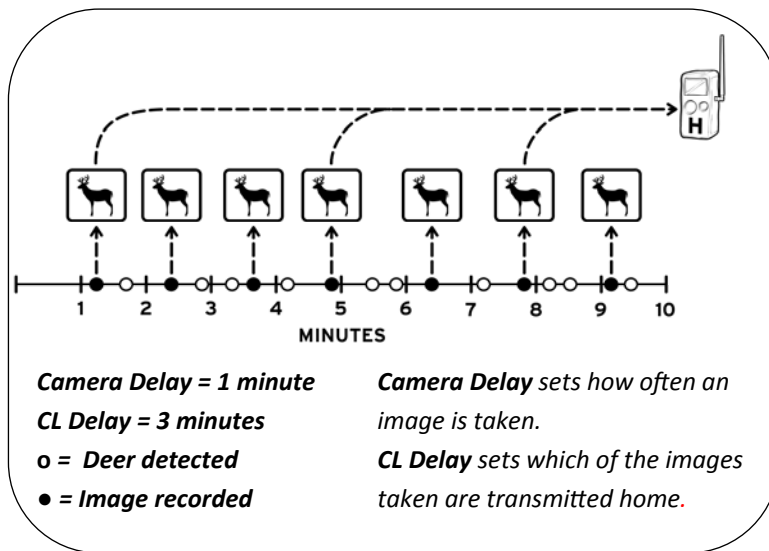 H
1 2 3 4 5 6 7 8 9 10
MINUTES
Camera Delay = 1 minute
CL Delay = 3 minutes
o = Deer detected
● = Image recorded
Camera Delay sets how often an
image is taken.
CL Delay sets which of the images
taken are transmitted home.